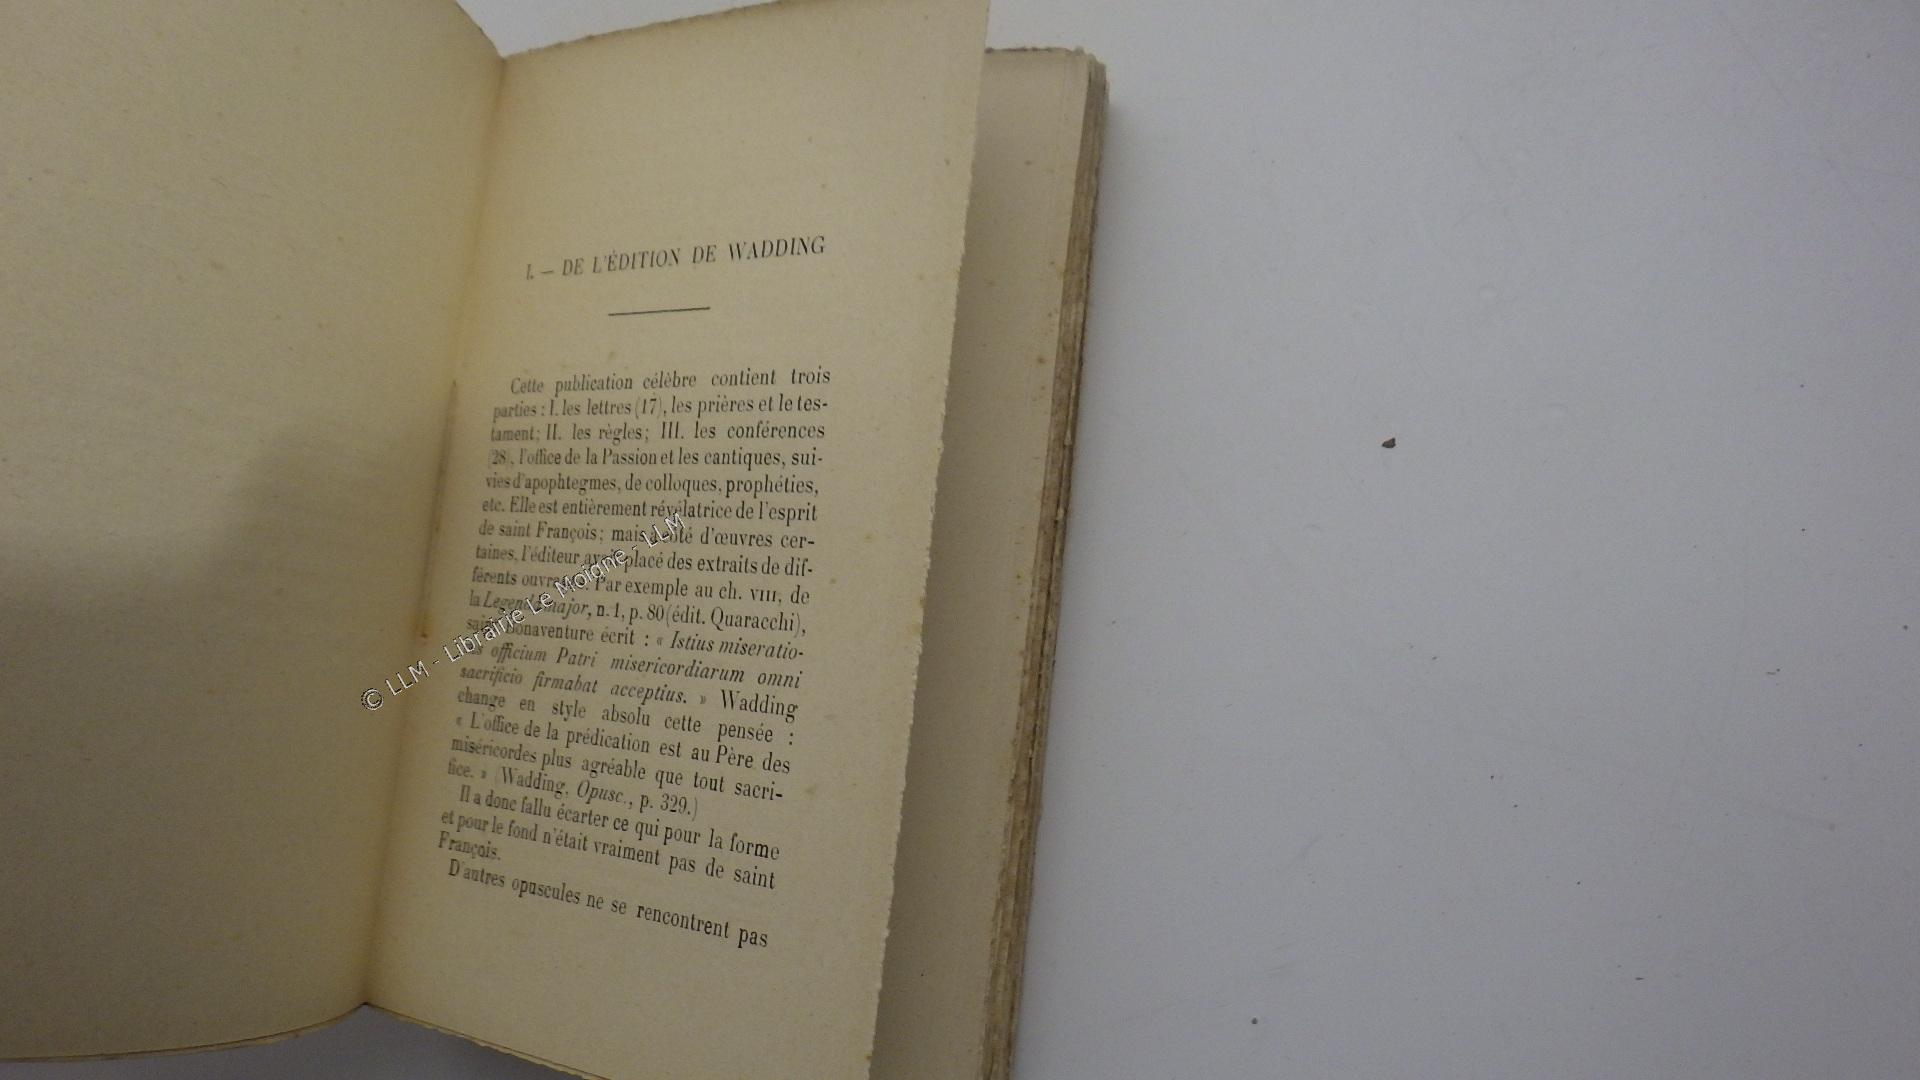 I. — DE L'ÉDITION DE WADDING
Cette publication célèbre contient trois
parties : I. les lettres (17), les prières et le tes-
tament; II. les règles; III. les conférences
(28), l'office de la Passion et les cantiques, sui-
vies d'apophtegmes, de colloques, prophéties,
etc. Elle est entièrement révélatrice de l'esprit
de saint François; mais à côté d'œuvres cer-
taines, l'éditeur avait placé des extraits de dif-
férents ouvrages. Par exemple au ch. VIII, de
la Legenda major, n. 1, p. 80 (édit. Quaracchi),
saint Bonaventure écrit : « Istius miseratio-
officium Patri misericordiarum omni
sacrificio firmabat acceptius. » Wadding
change en style absolu cette pensée :
« L'office de la prédication est au Père des
miséricordes plus agréable que tout sacri-
fice. » (Wadding, Opusc., p. 329.)
Il a donc fallu écarter ce qui pour la forme
et pour le fond n'était vraiment pas de saint
François.
D'autres opuscules ne se rencontrent pas
© LLM - Librairie Le Moigne - LLM